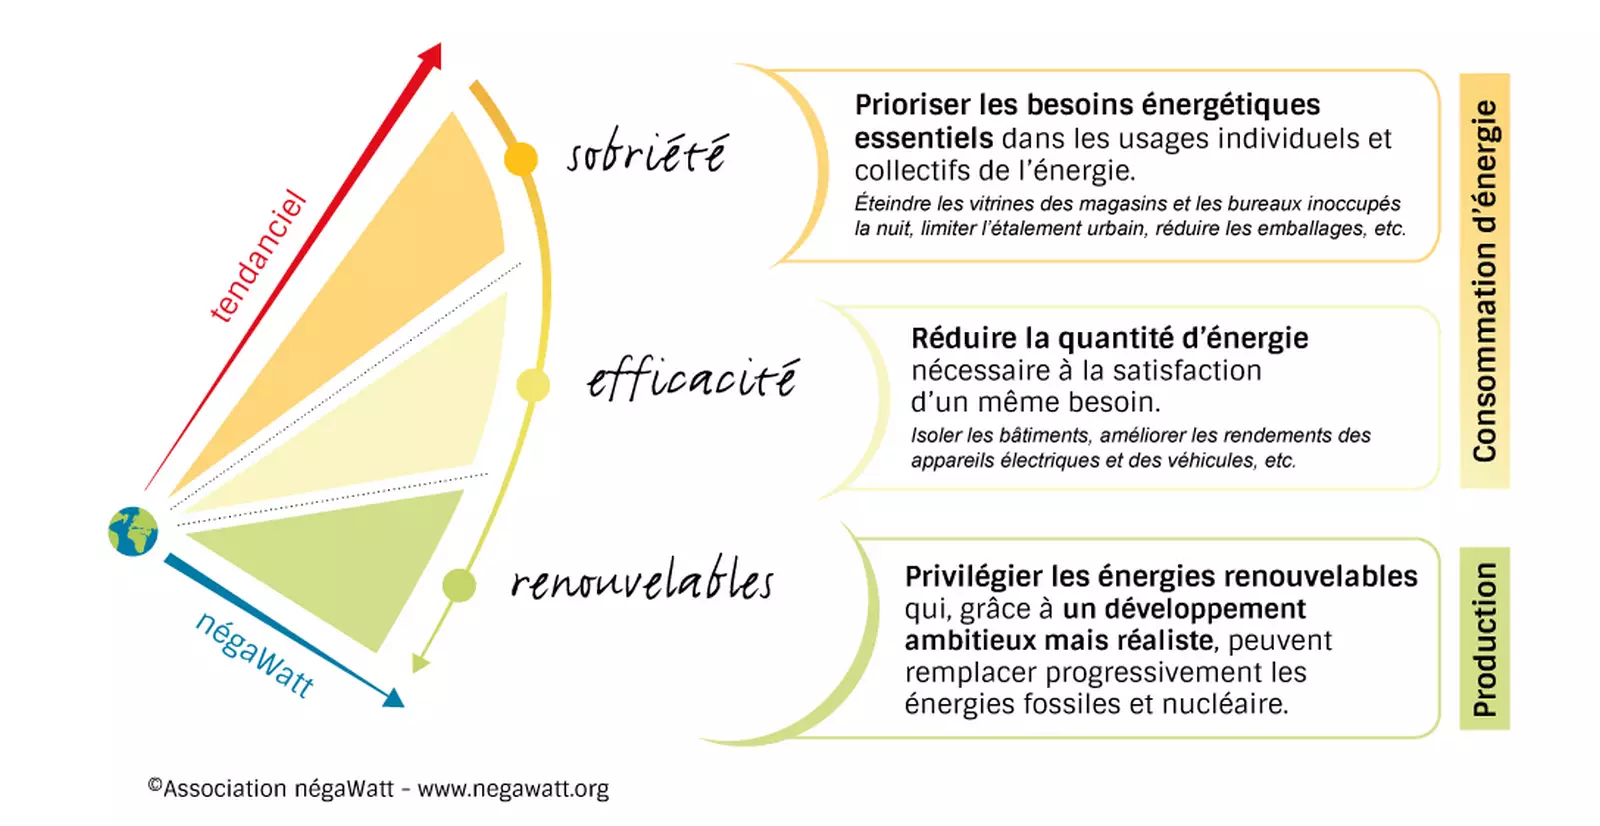 tendanciel
négaWatt
sobriété
Prioriser les besoins énergétiques
essentiels dans les usages individuels et
collectifs de l’énergie.
Éteindre les vitrines des magasins et les bureaux inoccupés
la nuit, limiter l’étalement urbain, réduire les emballages, etc.
efficacité
Réduire la quantité d’énergie
nécessaire à la satisfaction
d’un même besoin.
Isoler les bâtiments, améliorer les rendements des
appareils électriques et des véhicules, etc.
Consommation d’énergie
renouvelables
Privilégier les énergies renouvelables
qui, grâce à un développement
ambitieux mais réaliste, peuvent
remplacer progressivement les
énergies fossiles et nucléaire.
Production
©Association négaWatt - www.negawatt.org